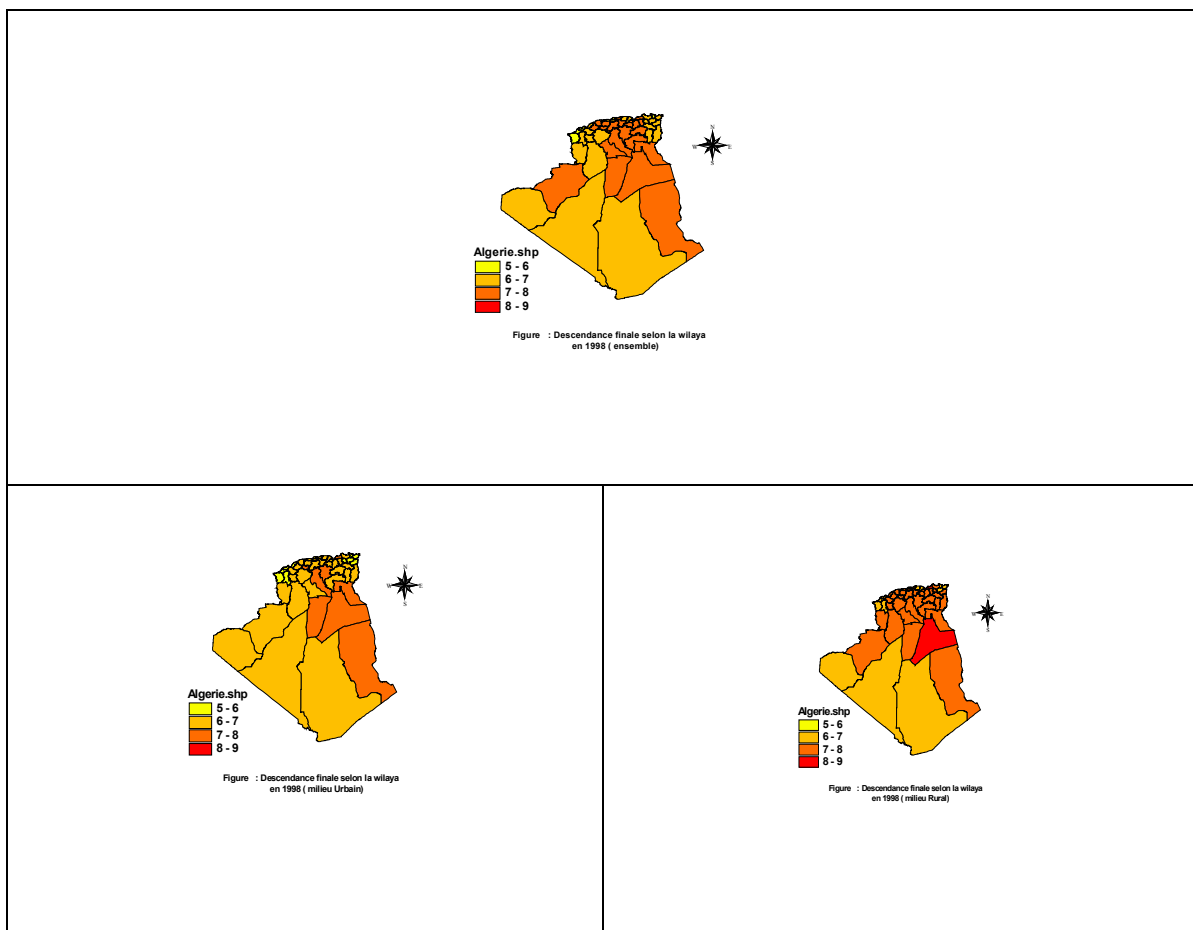 N
W E
S
Algerie.shp
5 - 6
6 - 7
7 - 8
8 - 9
Figure : Descendance finale selon la wilaya
en 1998 ( ensemble)
N
W E
S
Algerie.shp
5 - 6
6 - 7
7 - 8
8 - 9
Figure : Descendance finale selon la wilaya
en 1998 ( milieu Urbain)
N
W E
S
Algerie.shp
5 - 6
6 - 7
7 - 8
8 - 9
Figure : Descendance finale selon la wilaya
en 1998 ( milieu Rural)